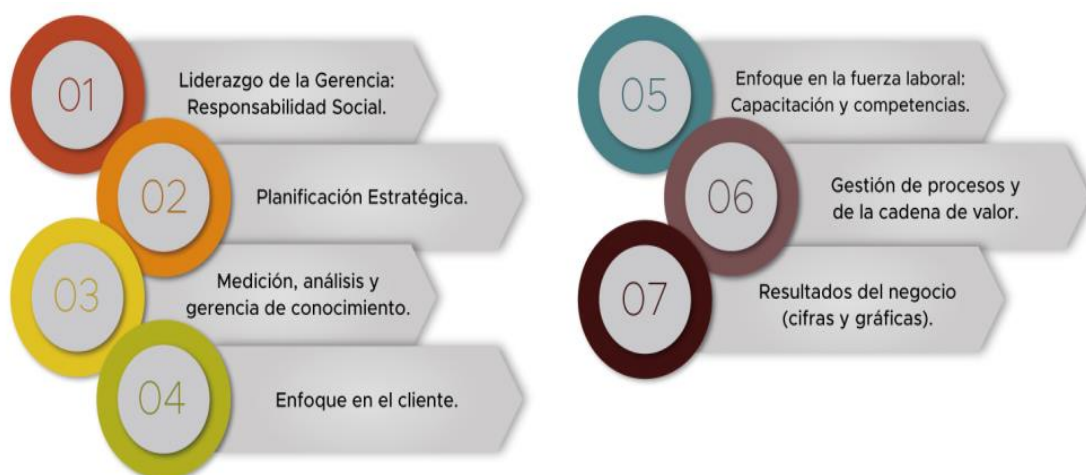 01
Liderazgo de la Gerencia:
Responsabilidad Social.
02
Planificación Estratégica.
03
Medición, análisis y
gerencia de conocimiento.
04
Enfoque en el cliente.
05
Enfoque en la fuerza laboral:
Capacitación y competencias.
06
Gestión de procesos y
de la cadena de valor.
07
Resultados del negocio
(cifras y gráficas).